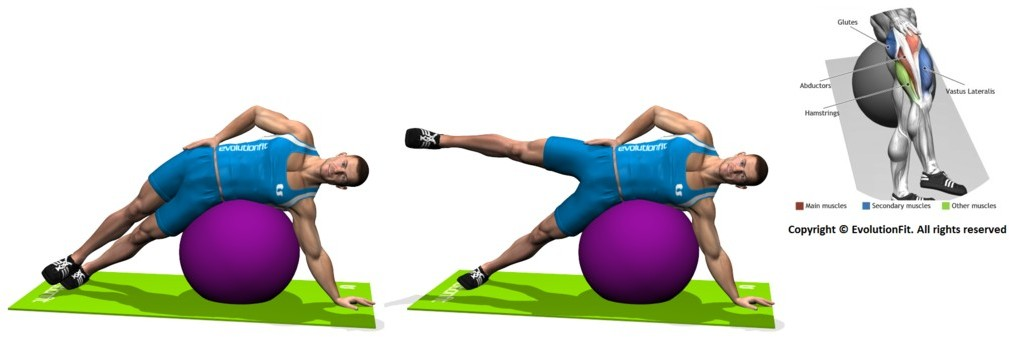 evolutionfit
evolutionfit
Glutes
Abductors
Vastus Lateralis
Hamstrings
Main muscles
Secondary muscles
Other muscles
Copyright © EvolutionFit. All rights reserved